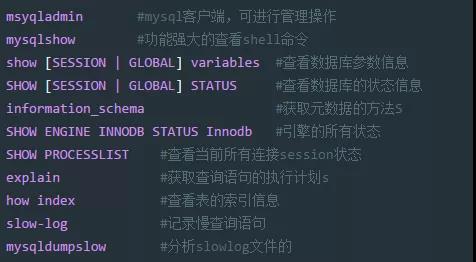 msyqladmin #mysql客户端，可进行管理操作
mysqlshow #功能强大的查看shell命令
show [SESSION | GLOBAL] variables #查看数据库参数信息
SHOW [SESSION | GLOBAL] STATUS #查看数据库的状态信息
information_schema #获取元数据的方法s
SHOW ENGINE INNODB STATUS Innodb #引擎的所有状态
SHOW PROCESSLIST #查看当前所有连接session状态
explain #获取查询语句的执行计划s
how index #查看表的索引信息
slow-log #记录慢查询语句
mysqldumpslow #分析slowlog文件的